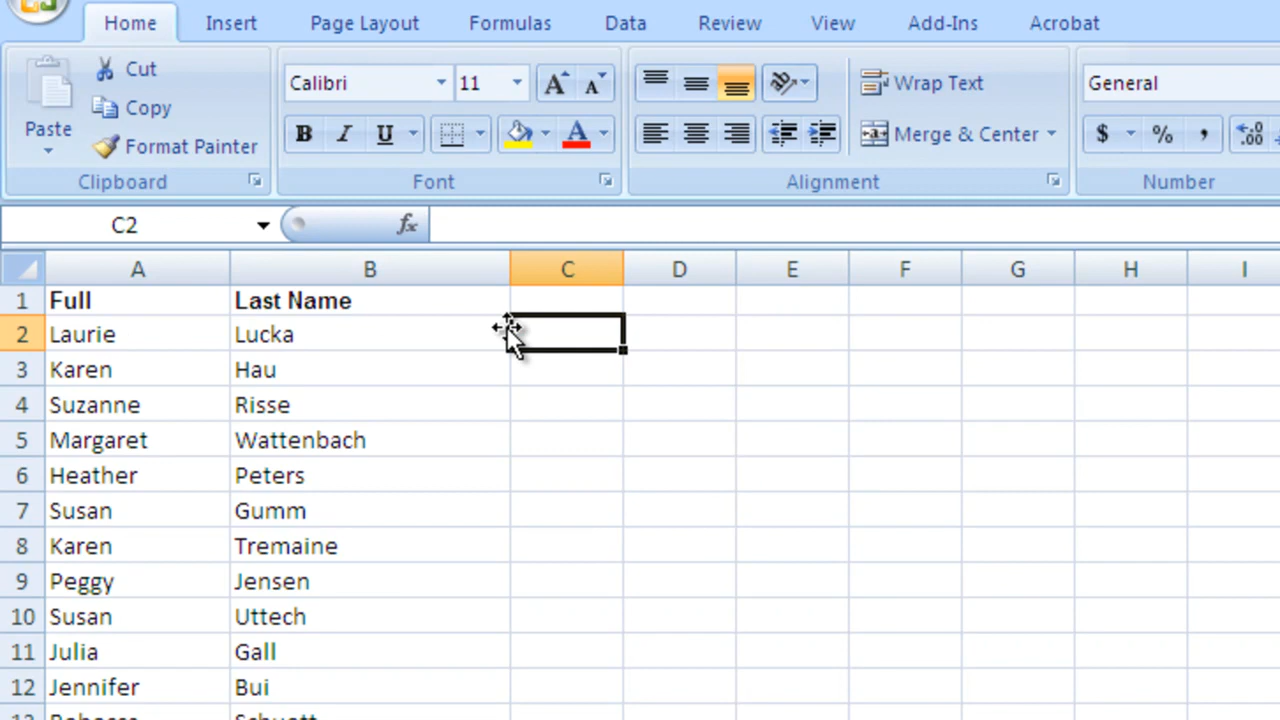 Home Insert Page Layout Formulas Data Review View Add-Ins Acrobat
Cut
Calibri 11 A A Wrap Text General
Copy
Paste
B I U A Merge & Center $ % , .00
Format Painter
Clipboard Font Alignment Number
C2 fx
A B C D E F G H I
1 Full Last Name
2 Laurie Lucka
3 Karen Hau
4 Suzanne Risse
5 Margaret Wattenbach
6 Heather Peters
7 Susan Gumm
8 Karen Tremaine
9 Peggy Jensen
10 Susan Uttech
11 Julia Gall
12 Jennifer Bui